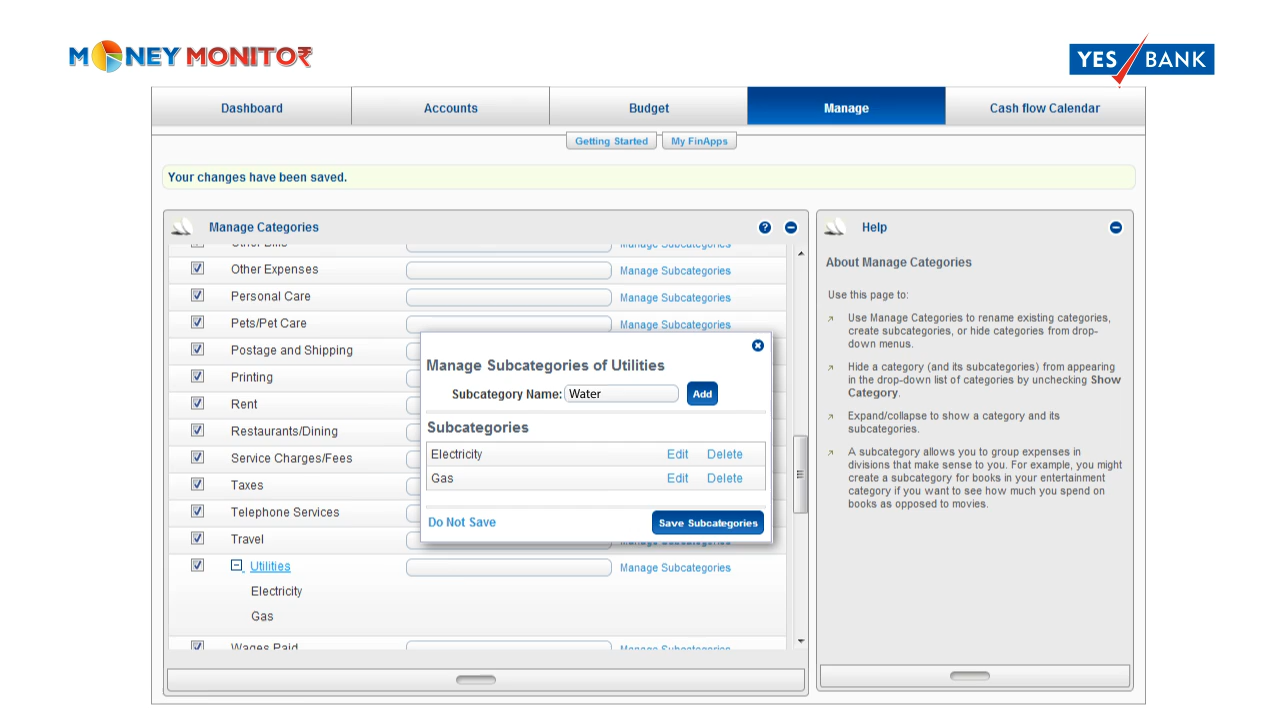 MONEY MONITOR
YES BANK
Dashboard
Accounts
Budget
Manage
Cash flow Calendar
Getting Started
My FinApps
Your changes have been saved.
Manage Categories
?
Other Bills
Manage Subcategories
Other Expenses
Manage Subcategories
Personal Care
Manage Subcategories
Pets/Pet Care
Manage Subcategories
Postage and Shipping
Printing
Rent
Restaurants/Dining
Service Charges/Fees
Taxes
Telephone Services
Travel
Manage Subcategories
Utilities
Manage Subcategories
Electricity
Gas
Wages Paid
Manage Subcategories
Manage Subcategories of Utilities
Subcategory Name: Water
Add
Subcategories
Electricity Edit Delete
Gas Edit Delete
Do Not Save
Save Subcategories
Help
About Manage Categories
Use this page to:
Use Manage Categories to rename existing categories,
create subcategories, or hide categories from drop-
down menus.
Hide a category (and its subcategories) from appearing
in the drop-down list of categories by unchecking Show
Category.
Expand/collapse to show a category and its
subcategories.
A subcategory allows you to group expenses in
divisions that make sense to you. For example, you might
create a subcategory for books in your entertainment
category if you want to see how much you spend on
books as opposed to movies.